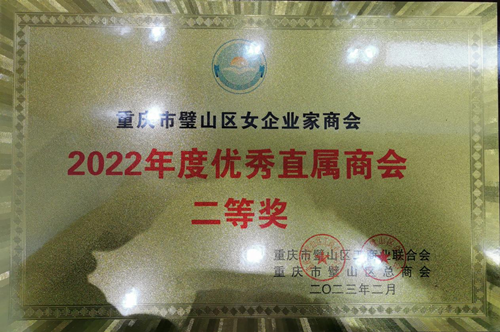 重庆市璧山区女企业家商会
2022年度优秀直属商会
二等奖
重庆市璧山区工商业联合会
重庆市璧山区总商会
二〇二三年二月